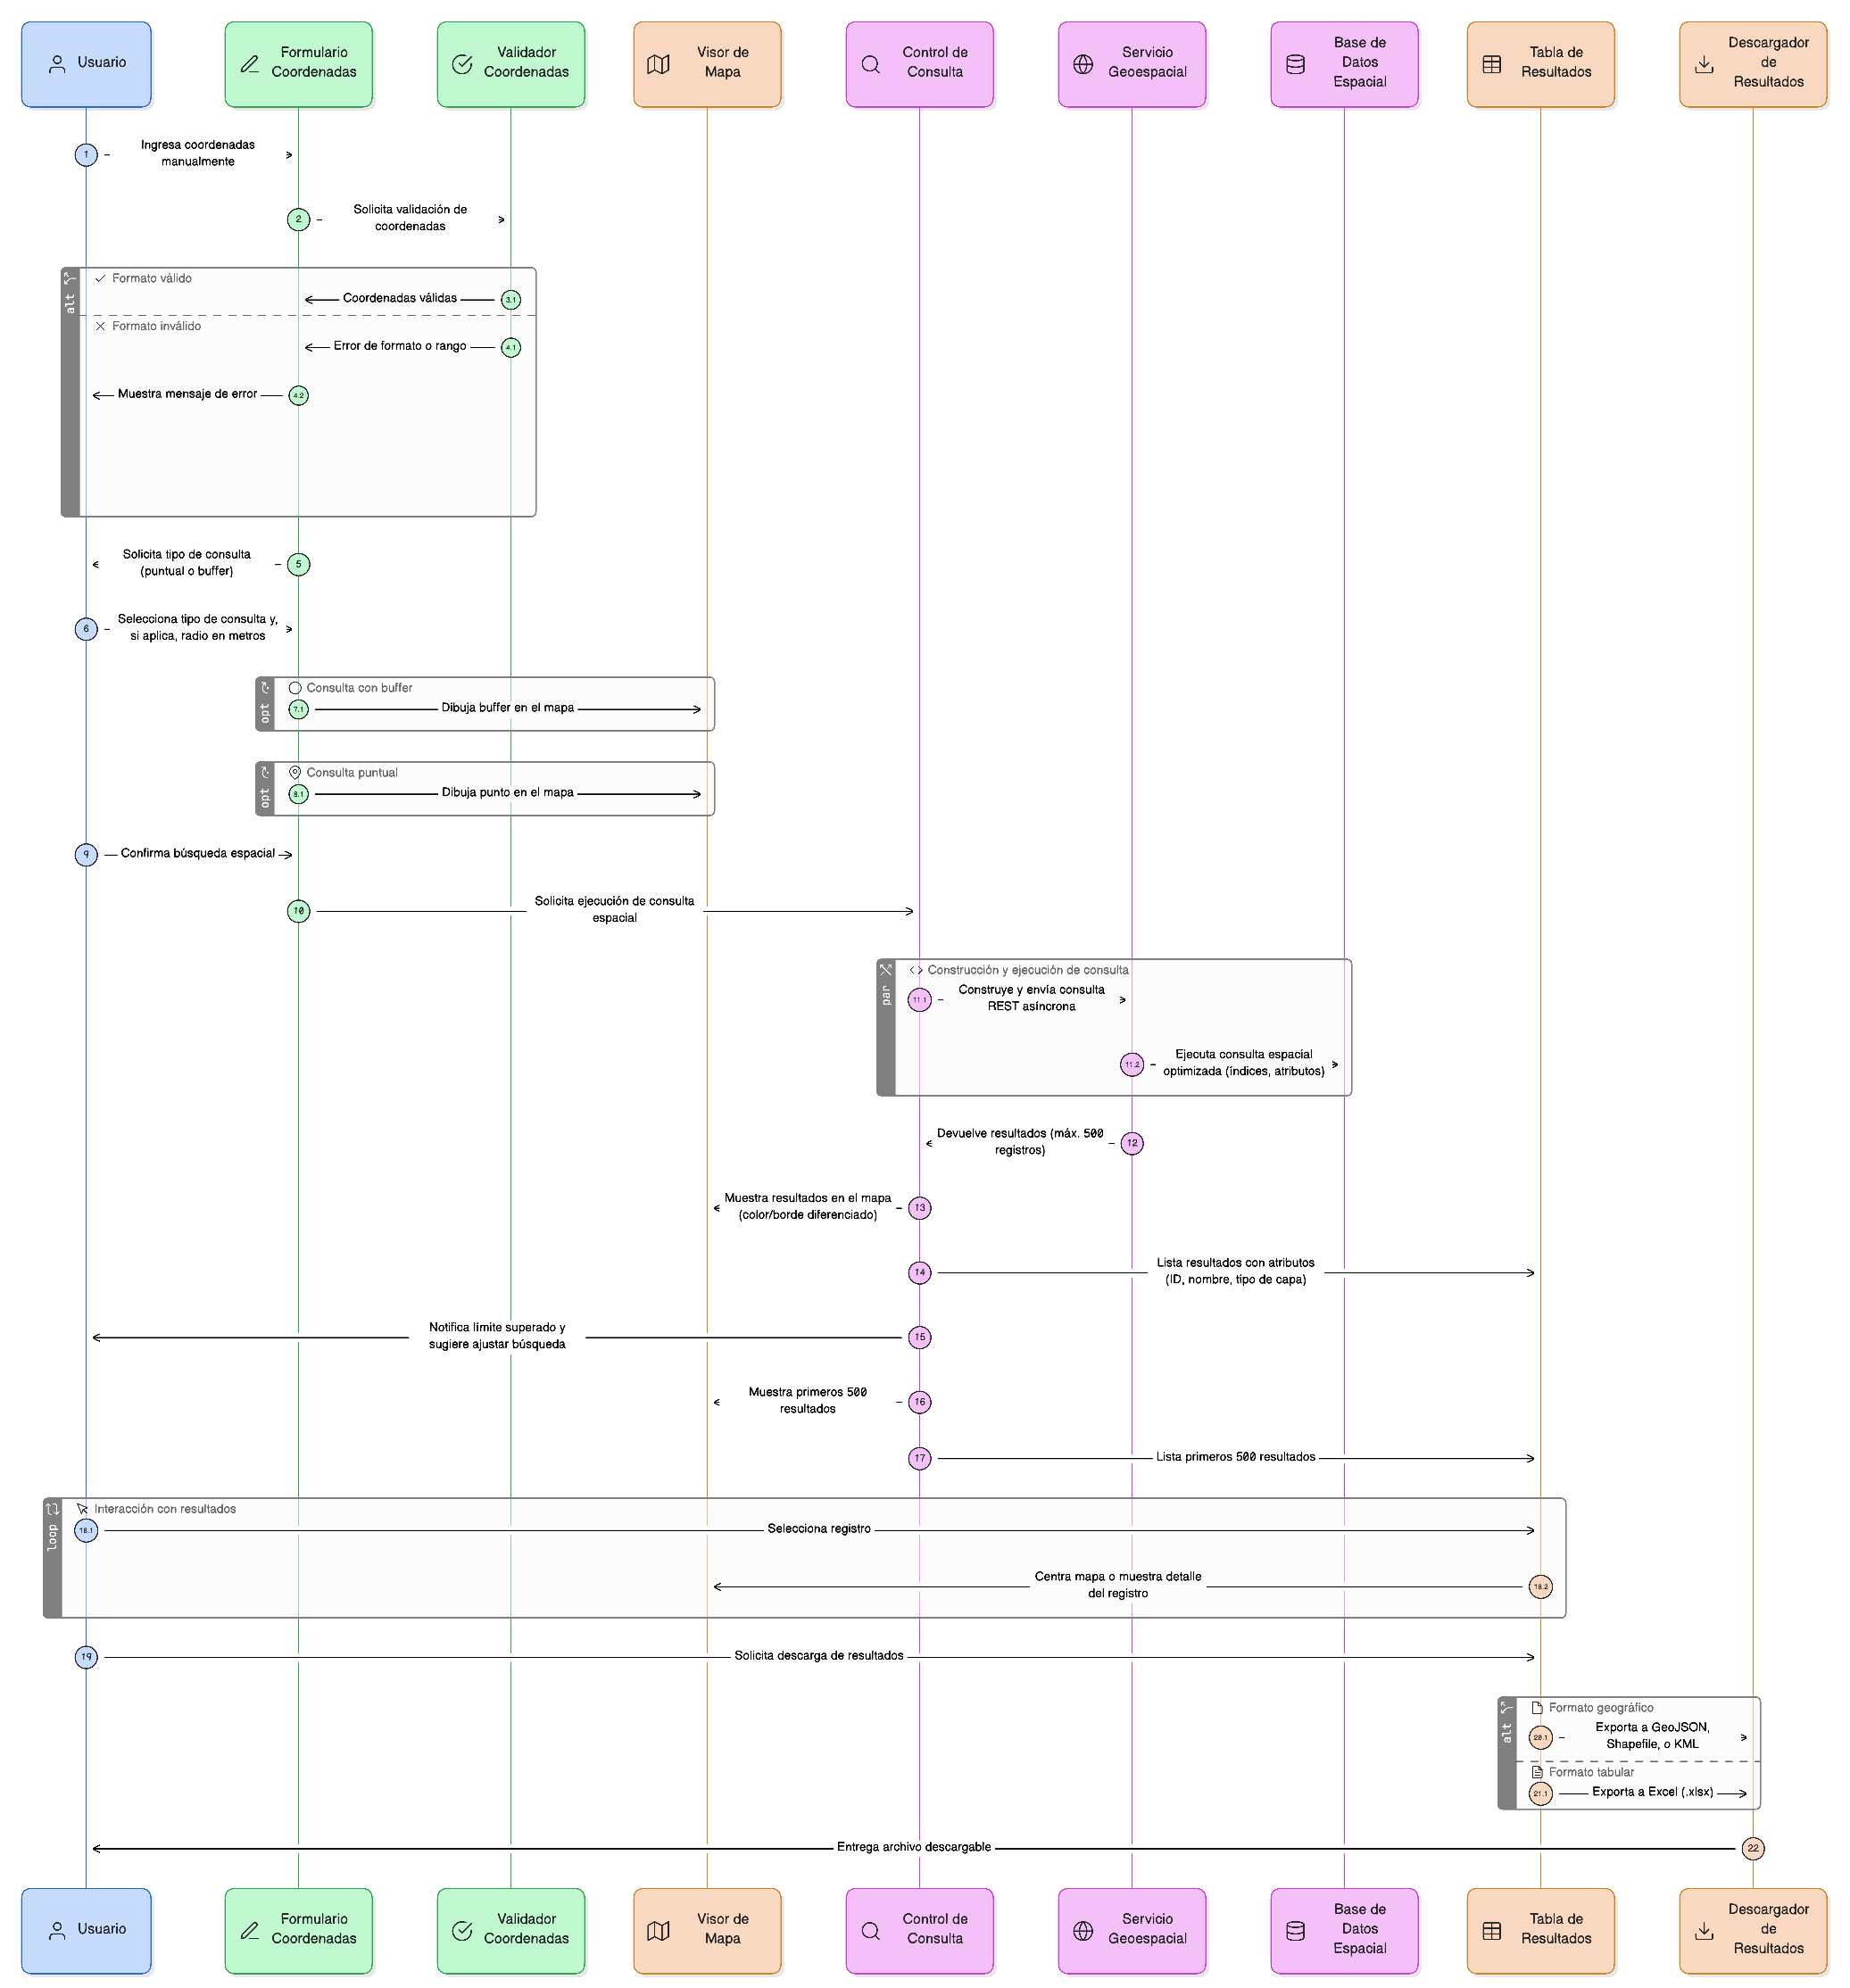 Usuario
Formulario
Coordenadas
Validador
Coordenadas
Visor de
Mapa
Control de
Consulta
Servicio
Geoespacial
Base de
Datos
Espacial
Tabla de
Resultados
Descargador
de
Resultados
1
Ingresa coordenadas
manualmente
2
Solicita validación de
coordenadas
alt
Formato válido
Coordenadas válidas
3.1
Formato inválido
Error de formato o rango
4.1
Muestra mensaje de error
4.2
Solicita tipo de consulta
(puntual o buffer)
5
6
Selecciona tipo de consulta y,
si aplica, radio en metros
opt
Consulta con buffer
7.1
Dibuja buffer en el mapa
opt
Consulta puntual
8.1
Dibuja punto en el mapa
9
Confirma búsqueda espacial
10
Solicita ejecución de consulta
espacial
par
Construcción y ejecución de consulta
11.1
Construye y envía consulta
REST asíncrona
11.2
Ejecuta consulta espacial
optimizada (índices, atributos)
Devuelve resultados (máx. 500
registros)
12
Muestra resultados en el mapa
(color/borde diferenciado)
13
14
Lista resultados con atributos
(ID, nombre, tipo de capa)
Notifica límite superado y
sugiere ajustar búsqueda
15
Muestra primeros 500
resultados
16
17
Lista primeros 500 resultados
loop
Interacción con resultados
18.1
Selecciona registro
Centra mapa o muestra detalle
del registro
18.2
19
Solicita descarga de resultados
alt
Formato geográfico
20.1
Exporta a GeoJSON,
Shapefile, o KML
Formato tabular
21.1
Exporta a Excel (.xlsx)
Entrega archivo descargable
22
Usuario
Formulario
Coordenadas
Validador
Coordenadas
Visor de
Mapa
Control de
Consulta
Servicio
Geoespacial
Base de
Datos
Espacial
Tabla de
Resultados
Descargador
de
Resultados